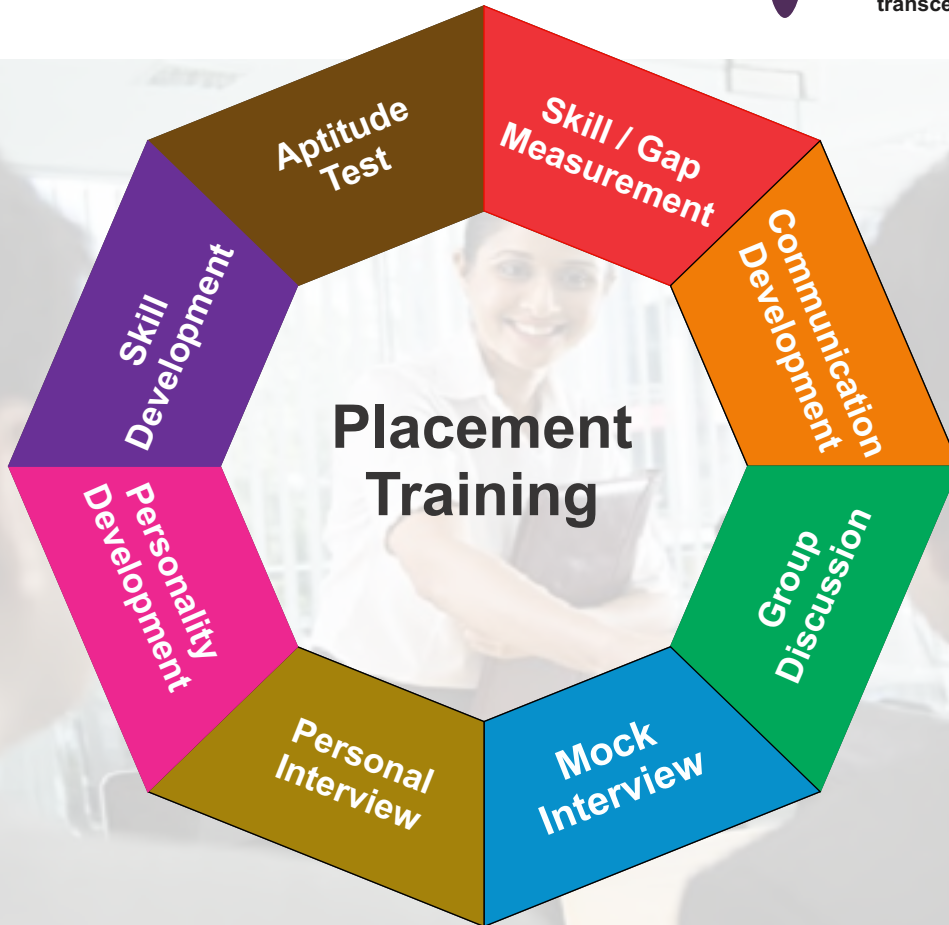 transce
Aptitude
Test
Skill / Gap
Measurement
Communication
Development
Group
Discussion
Mock
Interview
Personal
Interview
Personality
Development
Skill
Development
Placement
Training